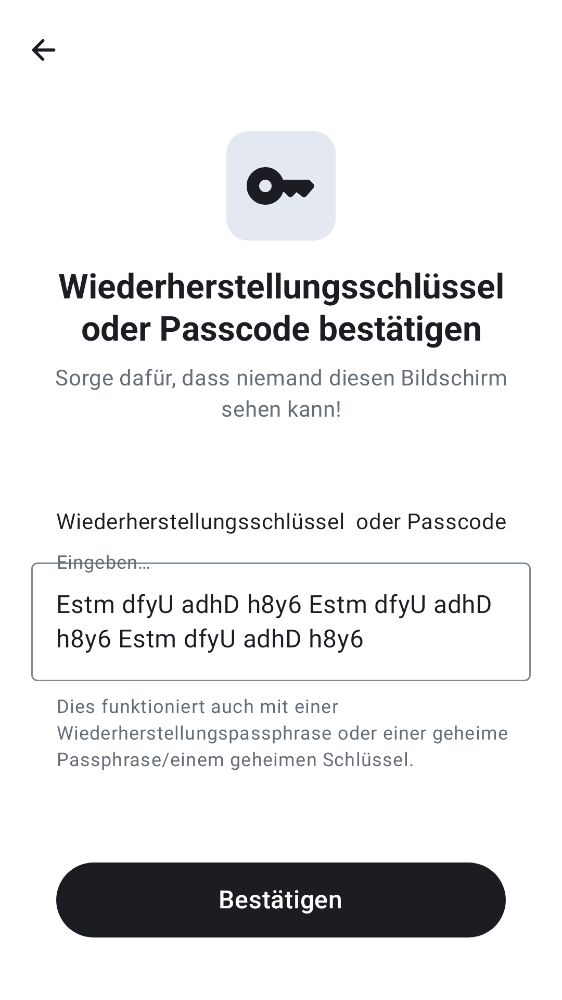 Wiederherstellungsschlüssel
oder Passcode bestätigen
Sorge dafür, dass niemand diesen Bildschirm
sehen kann!
Wiederherstellungsschlüssel oder Passcode
Eingeben…
Estm dfyU adhD h8y6 Estm dfyU adhD
h8y6 Estm dfyU adhD h8y6
Dies funktioniert auch mit einer
Wiederherstellungspassphrase oder einer geheime
Passphrase/einem geheimen Schlüssel.
Bestätigen